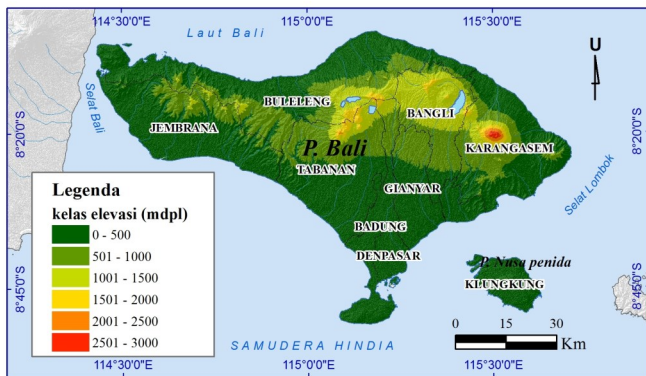 114°30'0"E
115°0'0"E
115°30'0"E
Laut Bali
U
Selat Bali
BULELENG
BANGLI
8°20'0"S
8°20'0"S
JEMBRANA
P. Bali
KARANGASEM
TABANAN
GIANYAR
Selat Lombok
Legenda
kelas elevasi (mdpl)
0 - 500
501 - 1000
1001 - 1500
1501 - 2000
2001 - 2500
2501 - 3000
BADUNG
DENPASAR
P. Nusa penida
KLUNGKUNG
8°45'0"S
8°45'0"S
SAMUDERA HINDIA
0 15 30
Km
114°30'0"E
115°0'0"E
115°30'0"E